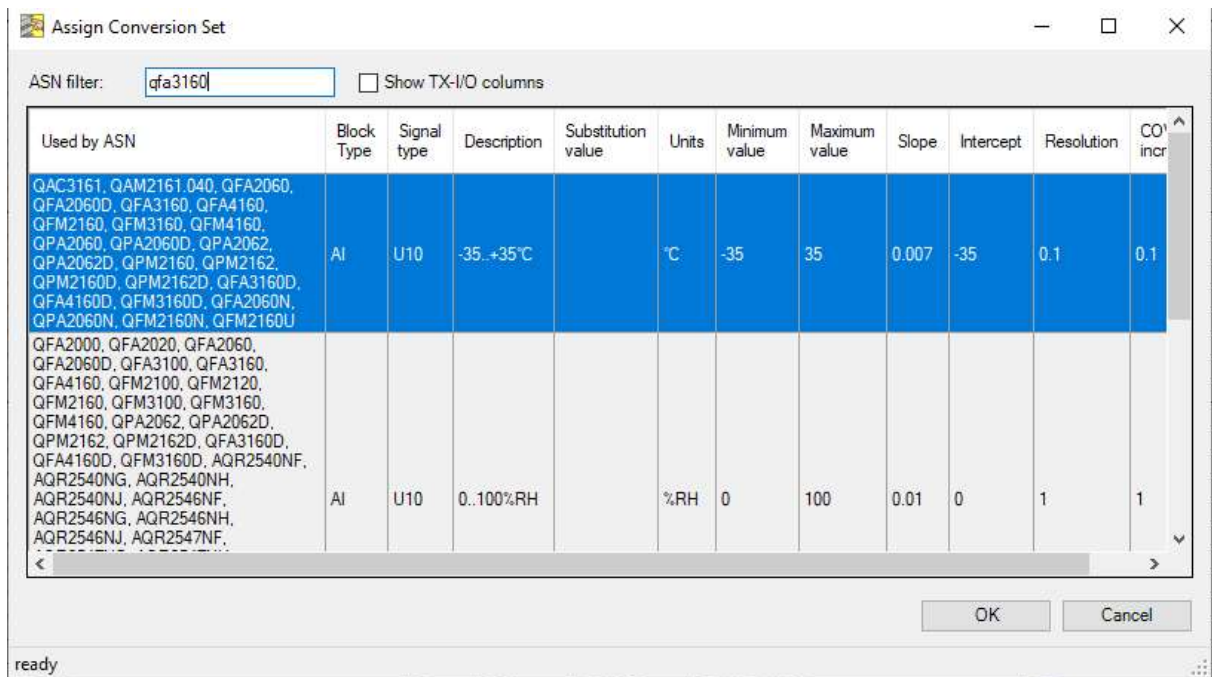 Assign Conversion Set
ASN filter: qfa3160 Show TX-I/O columns
Used by ASN Block Type Signal type Description Substitution value Units Minimum value Maximum value Slope Intercept Resolution
QAC3161, QAM2161.040, QFA2060,
QFA2060D, QFA3160, QFA4160,
QFM2160, QFM3160, QFM4160,
QPA2060, QPA2060D, QPA2062,
QPA2062D, QPM2160, QPM2162,
QPM2160D, QPM2162D, QFA3160D,
QFA4160D, QFM3160D, QFA2060N,
QPA2060N, QFM2160N, QFM2160U
AI U10 -35..+35°C °C -35 35 0.007 -35 0.1 0.1
QFA2000, QFA2020, QFA2060,
QFA2060D, QFA3100, QFA3160,
QFA4160, QFM2100, QFM2120,
QFM2160, QFM3100, QFM3160,
QFM4160, QPA2062, QPA2062D,
QPM2162, QPM2162D, QFA3160D,
QFA4160D, QFM3160D, AQR2540NF,
AQR2540NG, AQR2540NH,
AQR2540NJ, AQR2546NF,
AQR2546NG, AQR2546NH,
AQR2546NJ, AQR2547NF,
AI U10 0..100%RH %RH 0 100 0.01 0 1 1
OK Cancel
ready